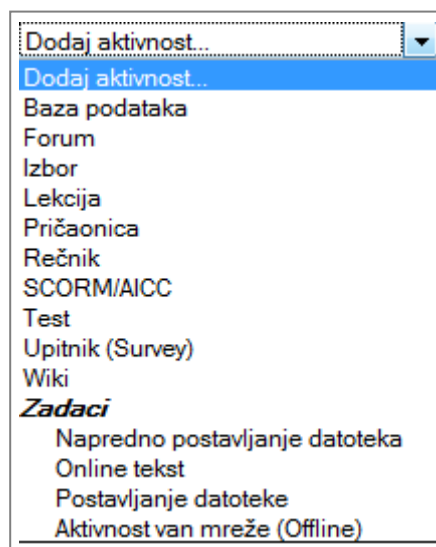 Dodaj aktivnost...
Dodaj aktivnost...
Baza podataka
Forum
Izbor
Lekcija
Pričaonica
Rečnik
SCORM/AICC
Test
Upitnik (Survey)
Wiki
Zadaci
Napredno postavljanje datoteka
Online tekst
Postavljanje datoteke
Aktivnost van mreže (Offline)